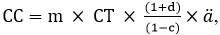 CC = m × CT × (1+d)/(1−c) × ä,